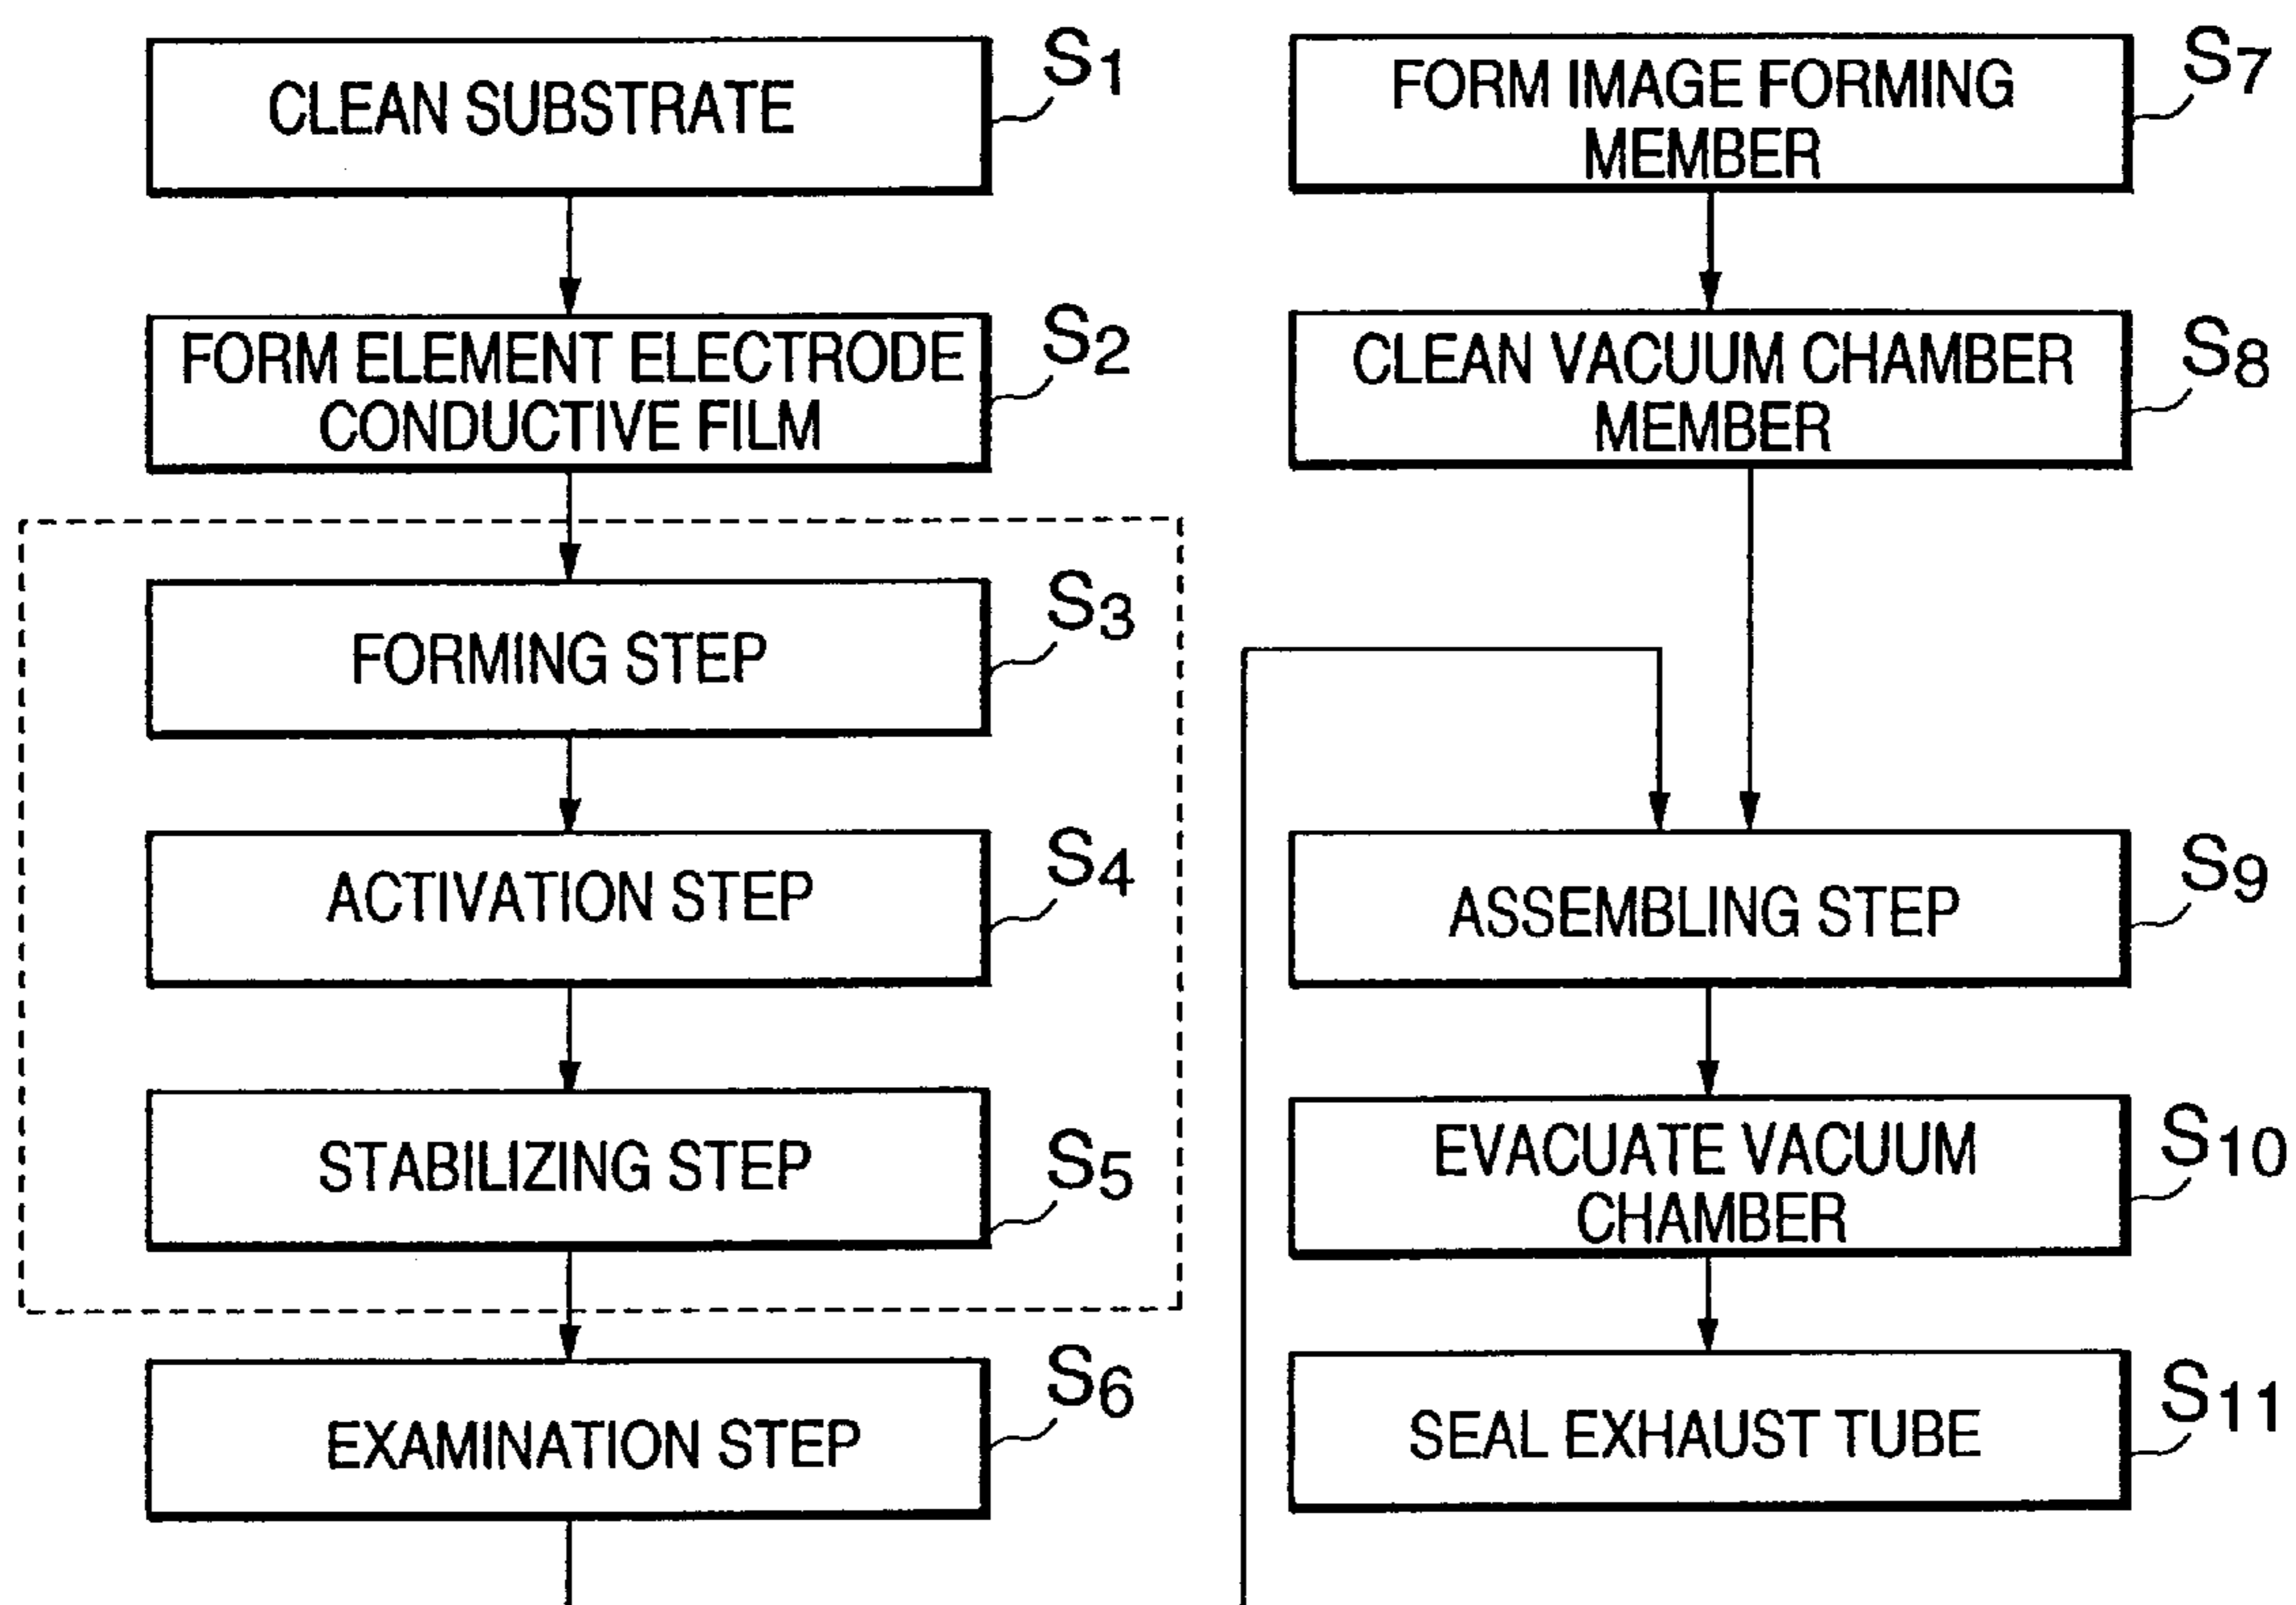 CLEAN SUBSTRATE
S1
FORM ELEMENT ELECTRODE
CONDUCTIVE FILM
S2
FORMING STEP
S3
ACTIVATION STEP
S4
STABILIZING STEP
S5
EXAMINATION STEP
S6
FORM IMAGE FORMING
MEMBER
S7
CLEAN VACUUM CHAMBER
MEMBER
S8
ASSEMBLING STEP
S9
EVACUATE VACUUM
CHAMBER
S10
SEAL EXHAUST TUBE
S11